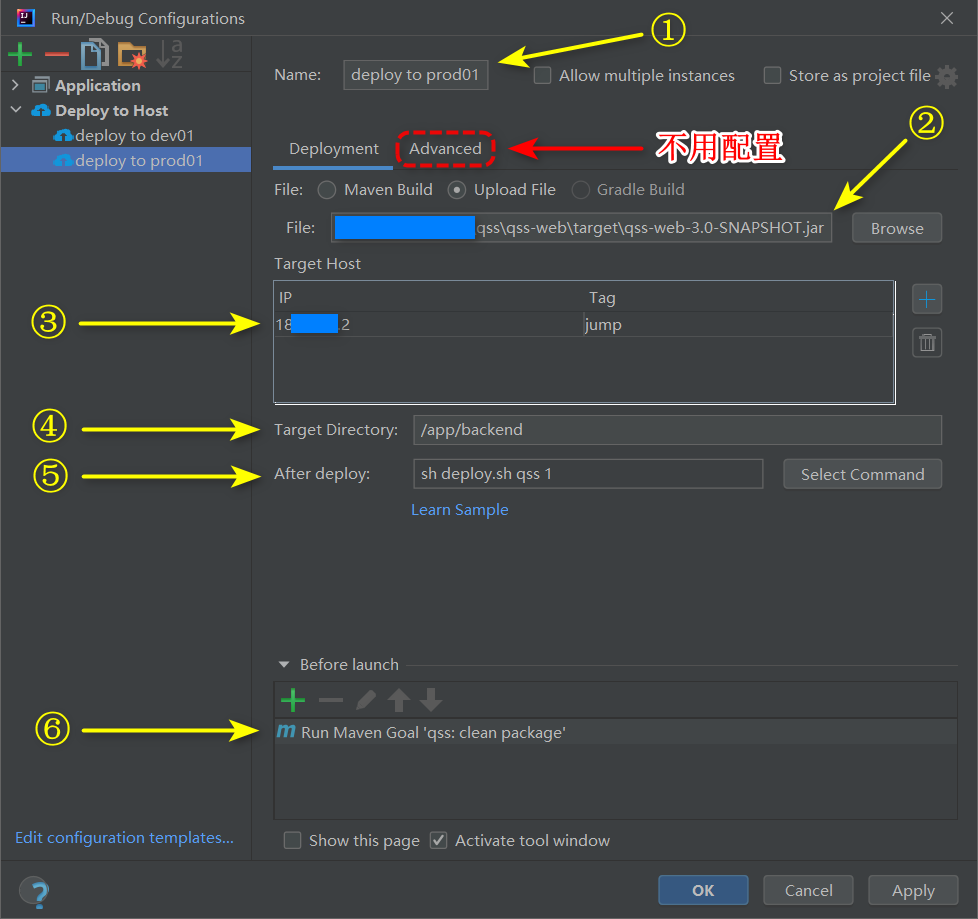 Run/Debug Configurations
①
Name: deploy to prod01 Allow multiple instances Store as project file
Application
Deploy to Host
deploy to dev01
deploy to prod01
②
Deployment Advanced 不用配置
File: Maven Build Upload File Gradle Build
File: qss\qss-web\target\qss-web-3.0-SNAPSHOT.jar Browse
Target Host
IP Tag
③ 18 .2 jump
④ Target Directory: /app/backend
⑤ After deploy: sh deploy.sh qss 1 Select Command
Learn Sample
Before launch
⑥ m Run Maven Goal 'qss: clean package'
Show this page Activate tool window
Edit configuration templates...
? OK Cancel Apply